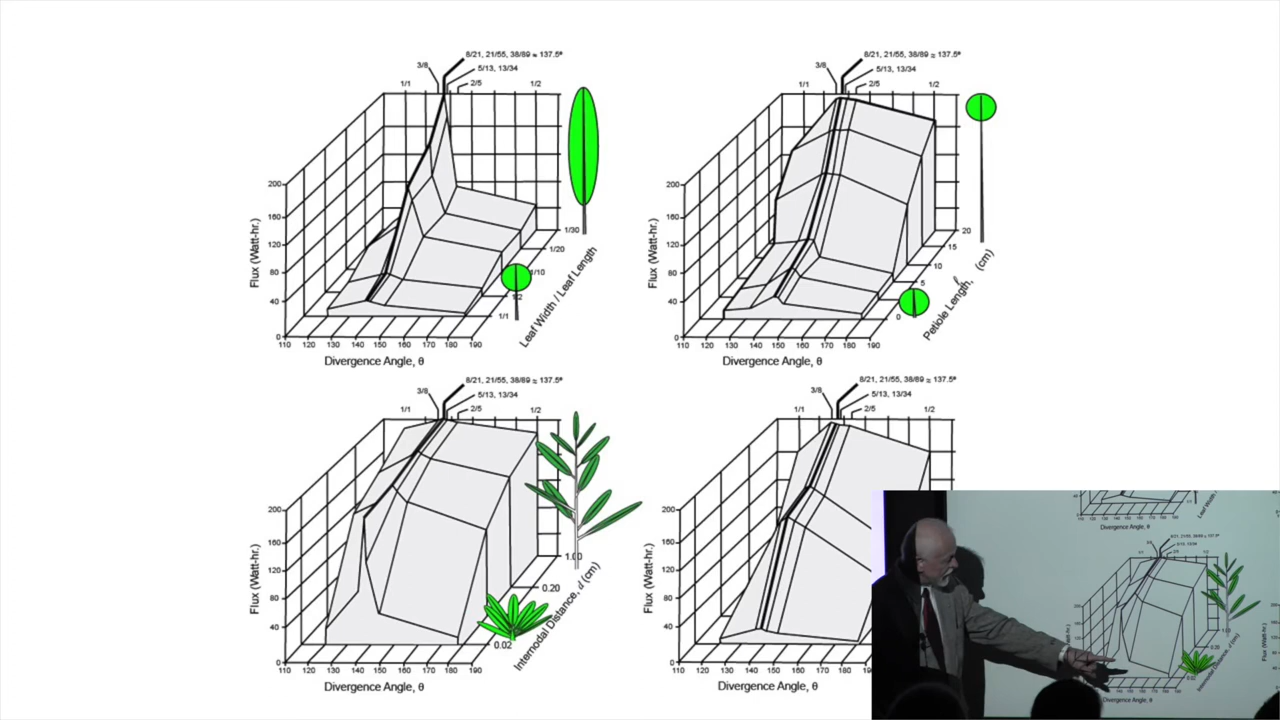 8/21, 21/55, 38/89 ≈ 137.5º
3/8
5/13, 13/34
1/1
2/5
1/2
200
160
120
80
40
0
Flux (Watt-hr.)
1/30
1/20
1/10
1/2
1/1
Leaf Width / Leaf Length
110 120 130 140 150 160 170 180 190
Divergence Angle, θ
8/21, 21/55, 38/89 ≈ 137.5º
3/8
5/13, 13/34
1/1
2/5
1/2
200
160
120
80
40
0
Flux (Watt-hr.)
20
15
10
5
0
Petiole Length, ℓ (cm)
110 120 130 140 150 160 170 180 190
Divergence Angle, θ
8/21, 21/55, 38/89 ≈ 137.5º
3/8
5/13, 13/34
1/1
2/5
1/2
200
160
120
80
40
0
Flux (Watt-hr.)
1.00
0.20
0.02
Internodal Distance, d (cm)
110 120 130 140 150 160 170 180 190
Divergence Angle, θ
8/21, 21/55, 38/89 ≈ 137.5º
3/8
5/13, 13/34
1/1
2/5
1/2
200
160
120
80
40
0
Flux (Watt-hr.)
110 120 130 140 150 160 170 180 190
Divergence Angle, θ
Divergence Angle, θ
Divergence Angle, θ